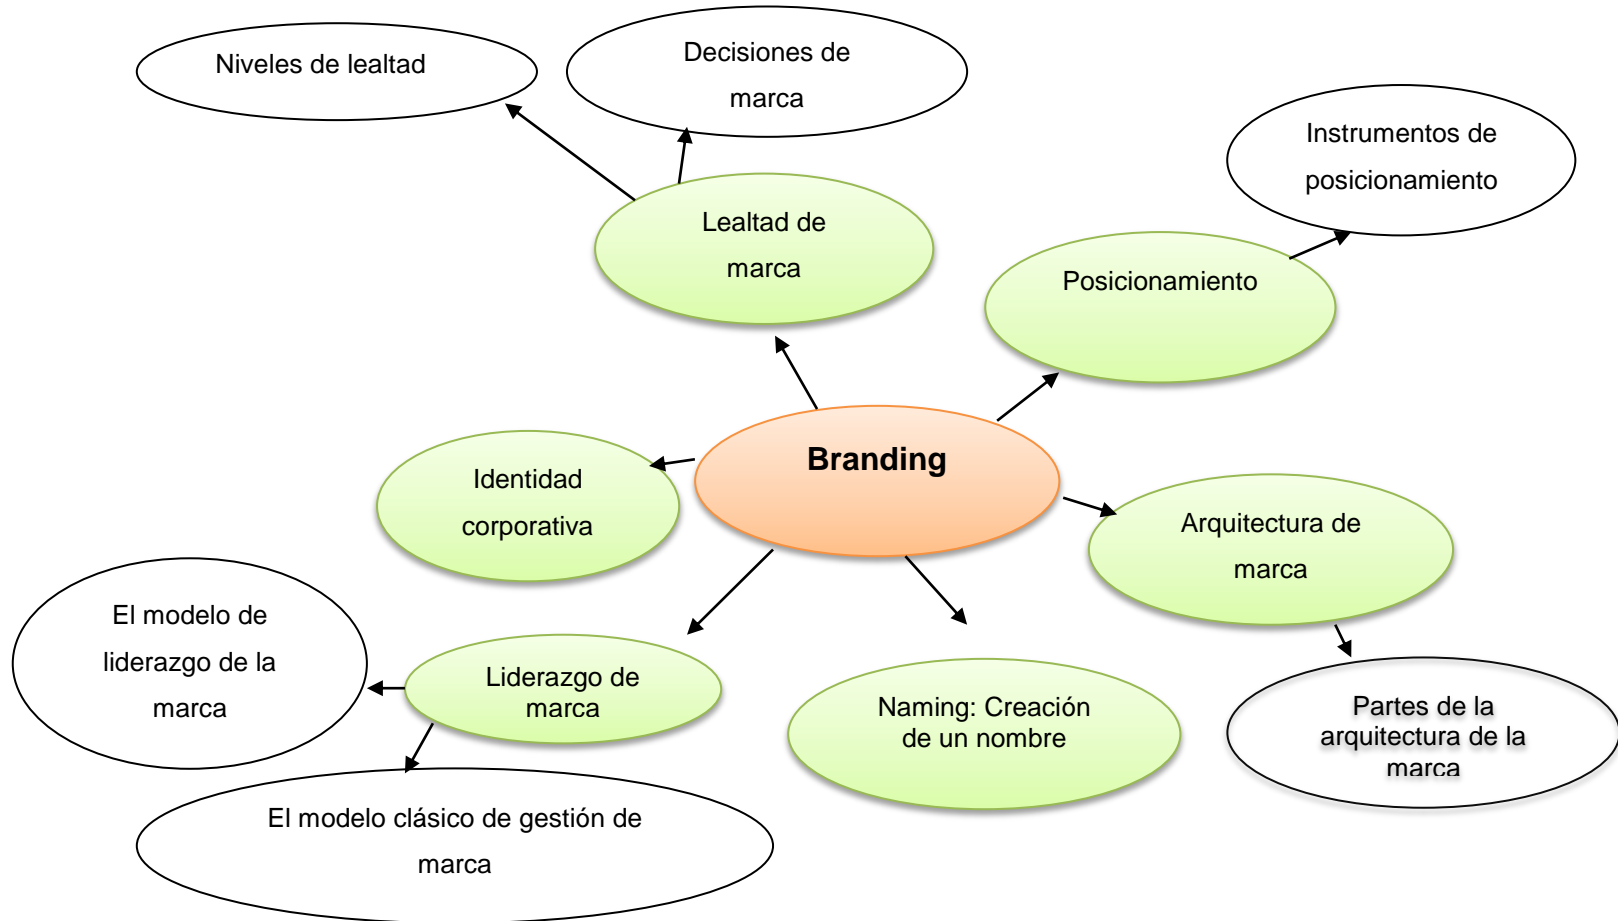 Niveles de lealtad
Decisiones de
marca
Instrumentos de
posicionamiento
Lealtad de
marca
Posicionamiento
Branding
Identidad
corporativa
Arquitectura de
marca
El modelo de
liderazgo de la
marca
Liderazgo de
marca
Naming: Creación
de un nombre
Partes de la
arquitectura de la
marca
El modelo clásico de gestión de
marca